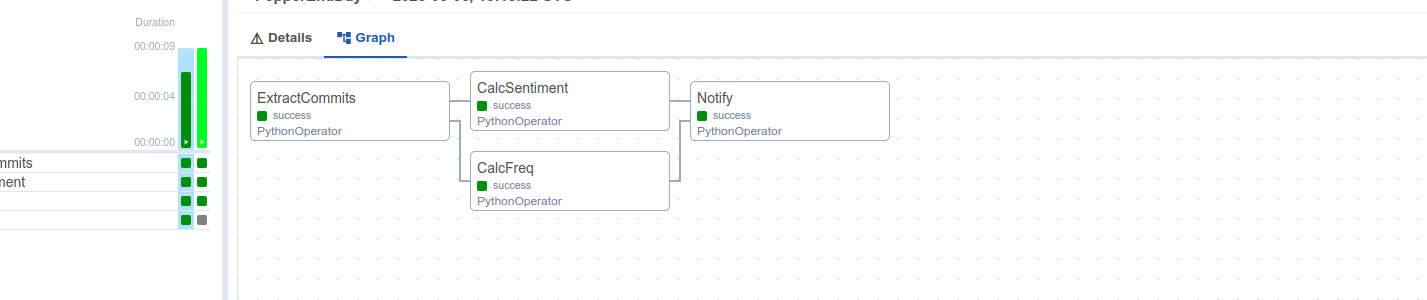 Duration
00:00:09
00:00:04
00:00:00
mmits
ment
Details
Graph
ExtractCommits
success
PythonOperator
CalcSentiment
success
PythonOperator
CalcFreq
success
PythonOperator
Notify
success
PythonOperator